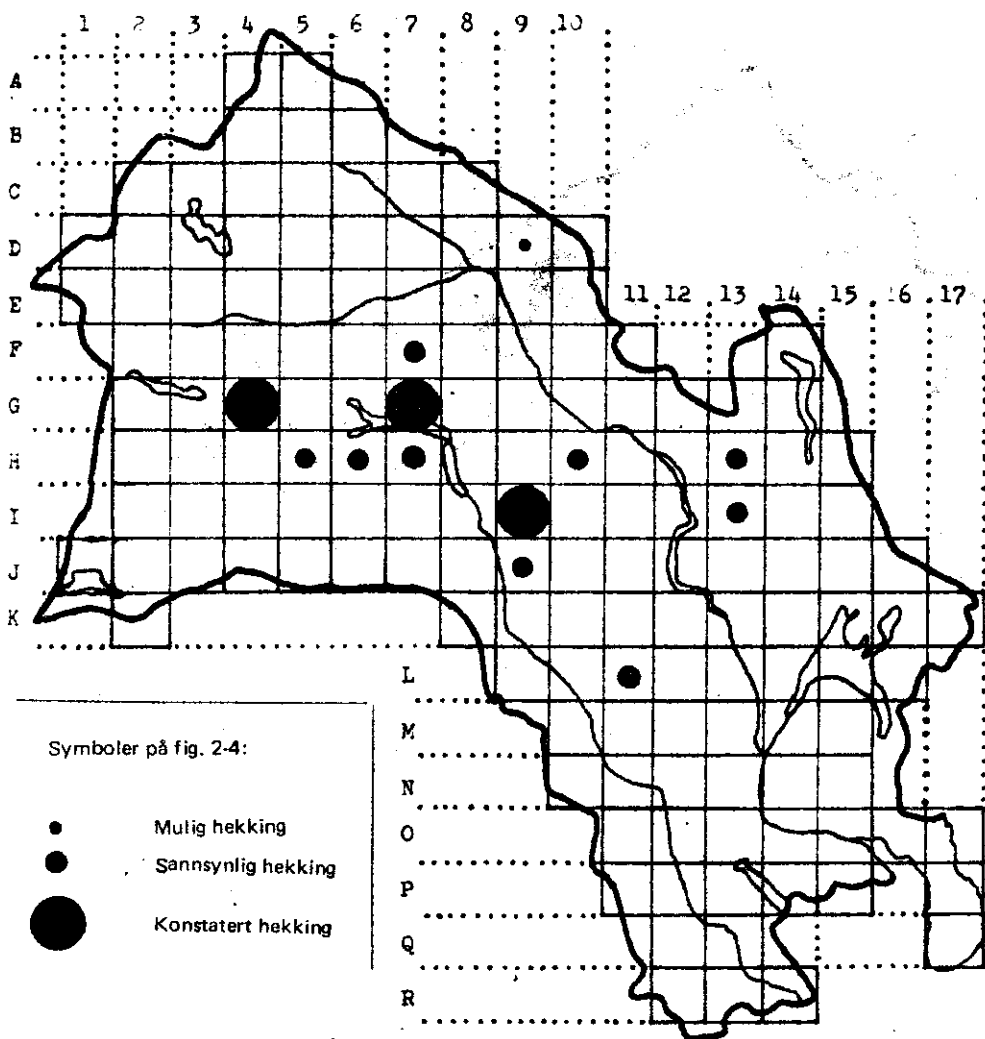 1 2 3 4 5 6 7 8 9 10
A
B
C
D
E 11 12 13 14 15 16 17
F
G
H
I
J
K
L
M
N
O
P
Q
R
Symboler på fig. 2-4:
Mulig hekking
Sannsynlig hekking
Konstatert hekking